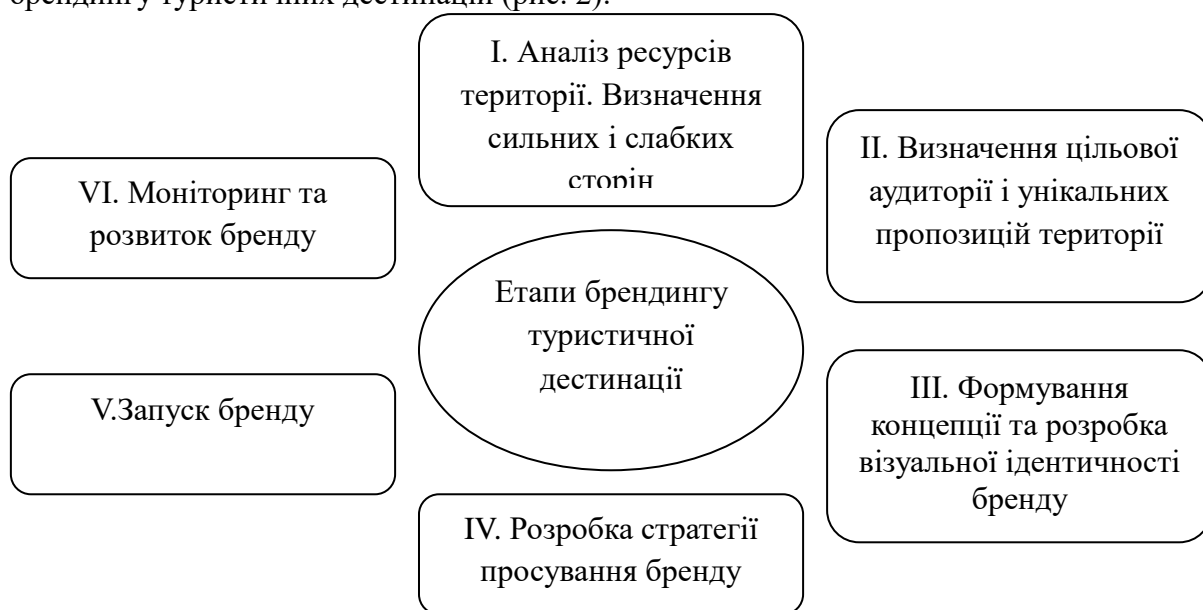 брендингу туристичних дестинацій (рис. 2).
I. Аналіз ресурсів
території. Визначення
сильних і слабких
сторін
II. Визначення цільової
аудиторії і унікальних
пропозицій території
III. Формування
концепції та розробка
візуальної ідентичності
бренду
IV. Розробка стратегії
просування бренду
V.Запуск бренду
VI. Моніторинг та
розвиток бренду
Етапи брендингу
туристичної
дестинації